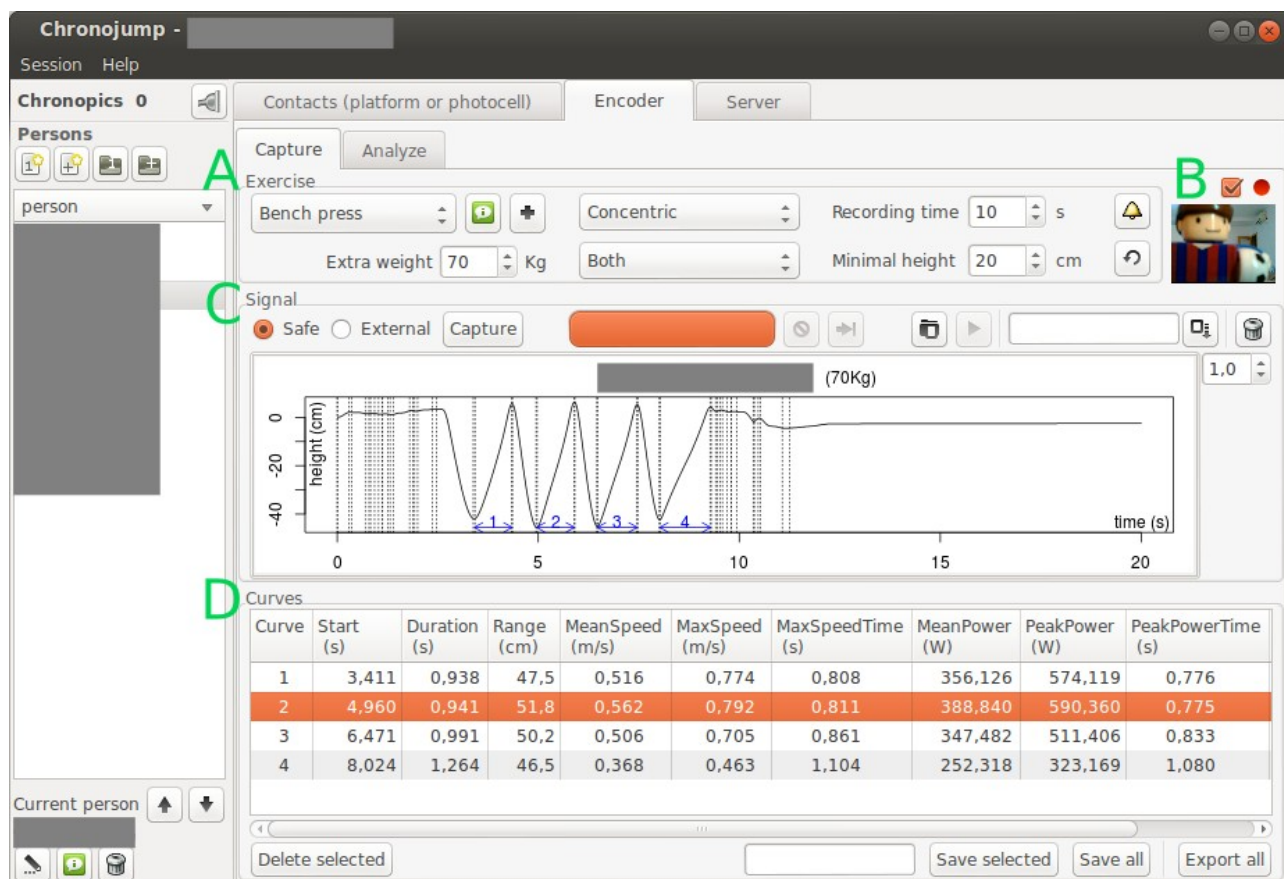 Chronojump -
Session Help
Chronopics 0
Contacts (platform or photocell) Encoder Server
Persons
Capture Analyze
A
B
Exercise
person
Bench press Concentric Recording time 10 s
Extra weight 70 Kg Both Minimal height 20 cm
C
Signal
Safe External Capture
1,0
(70Kg)
height (cm)
0
-20
-40
1 2 3 4
time (s)
0 5 10 15 20
D
Curves
Curve Start (s) Duration (s) Range (cm) MeanSpeed (m/s) MaxSpeed (m/s) MaxSpeedTime (s) MeanPower (W) PeakPower (W) PeakPowerTime (s)
1 3,411 0,938 47,5 0,516 0,774 0,808 356,126 574,119 0,776
2 4,960 0,941 51,8 0,562 0,792 0,811 388,840 590,360 0,775
3 6,471 0,991 50,2 0,506 0,705 0,861 347,482 511,406 0,833
4 8,024 1,264 46,5 0,368 0,463 1,104 252,318 323,169 1,080
Current person
Delete selected Save selected Save all Export all